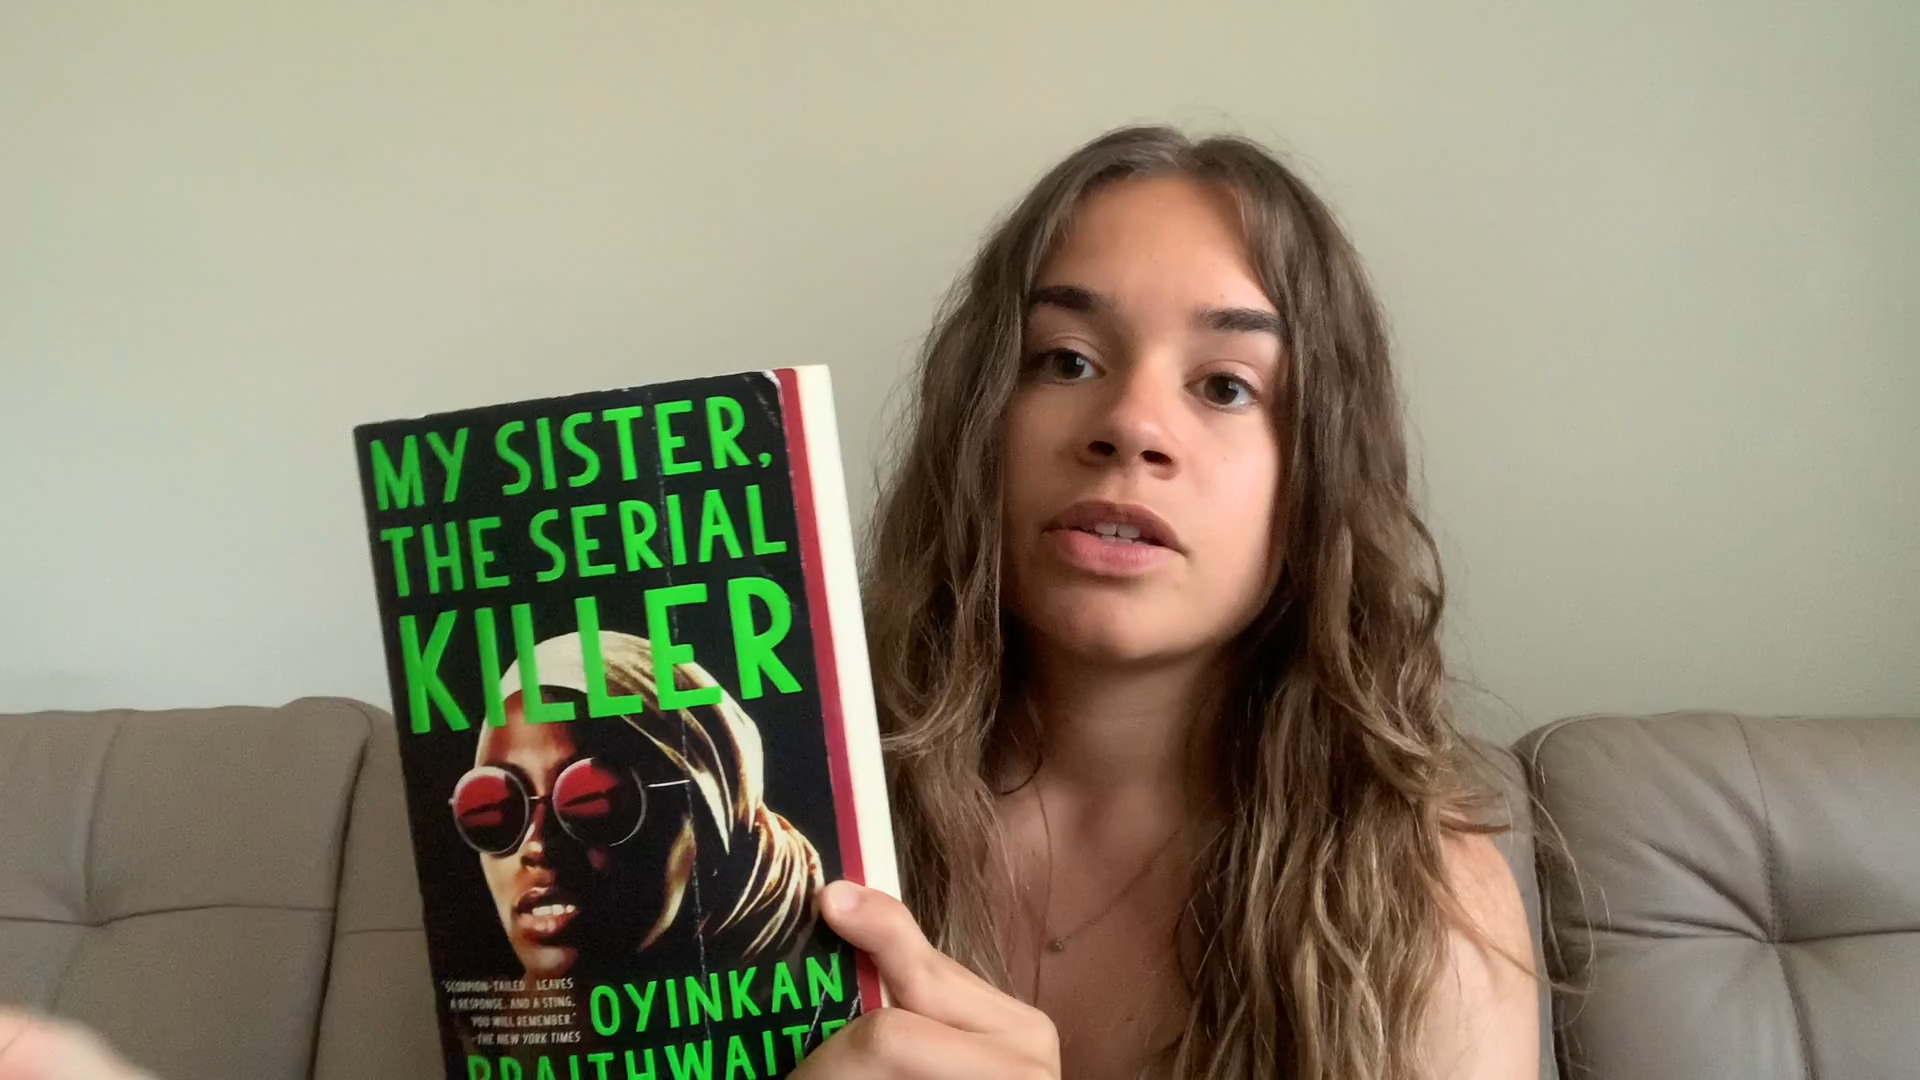 MY SISTER,
THE SERIAL
KILLER
"SCORPION-TAILED...LEAVES
A RESPONSE, AND A STING,
YOU WILL REMEMBER."
—THE NEW YORK TIMES
OYINKAN
BRAITHWAITE